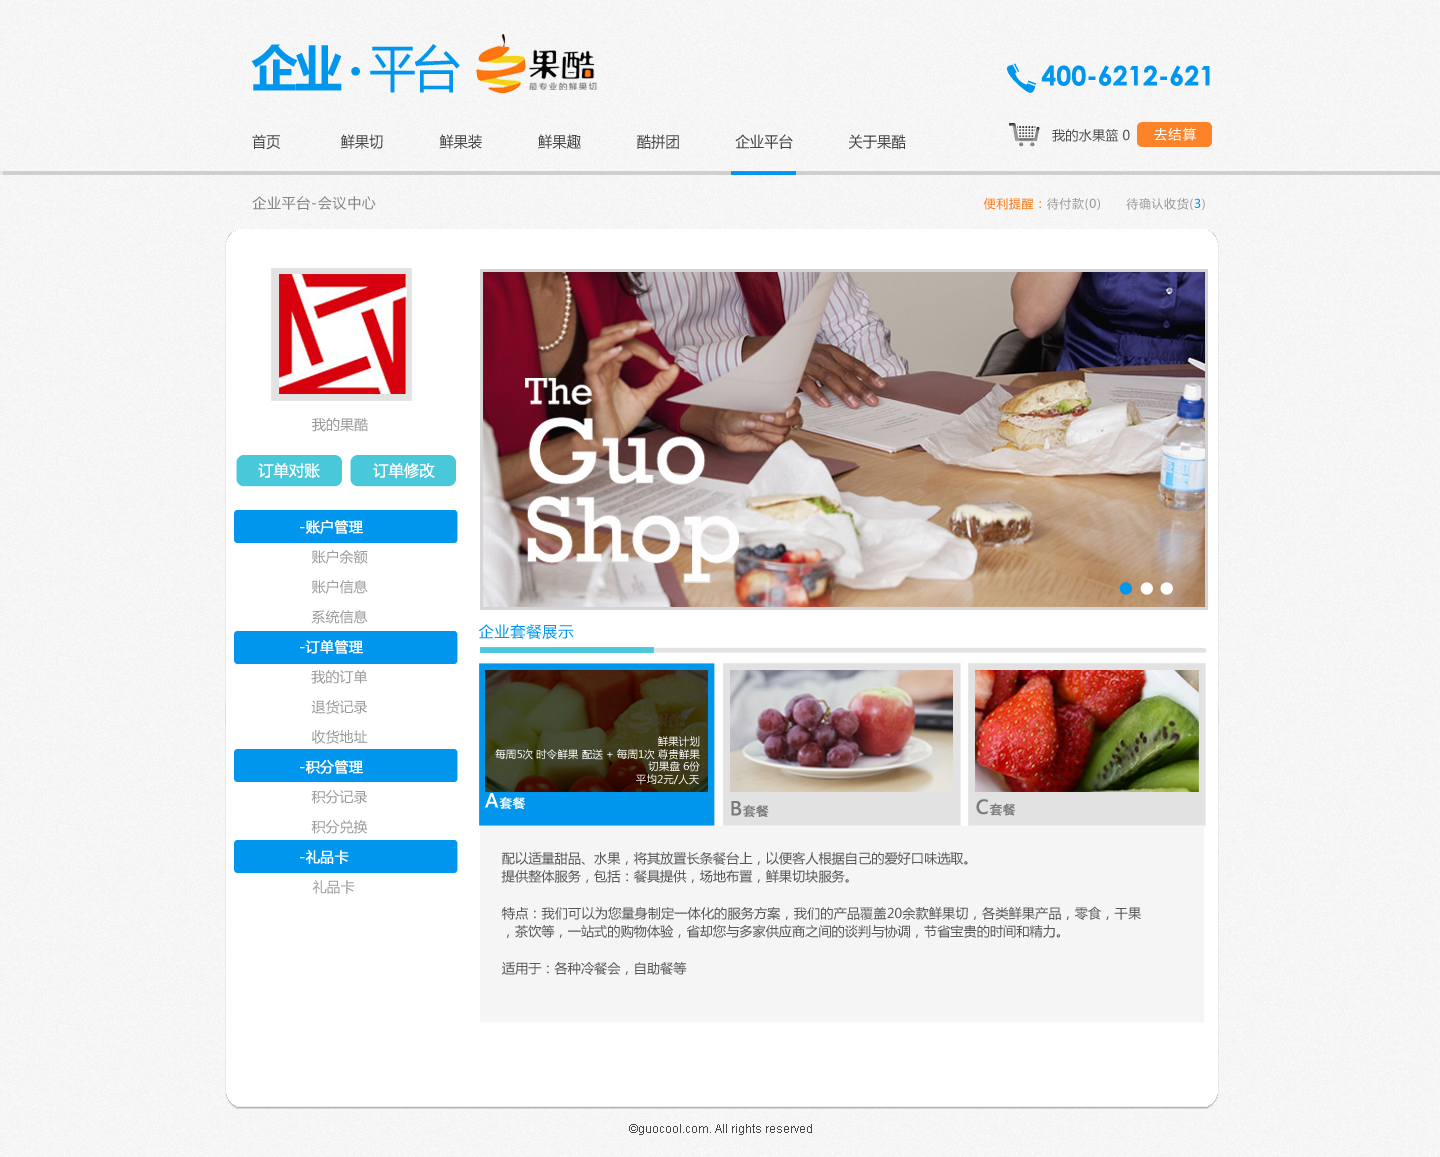 企业·平台
果酷
最专业的鲜果切
400-6212-621
首页 鲜果切 鲜果装 鲜果趣 酷拼团 企业平台 关于果酷
我的水果篮 0 去结算
企业平台-会议中心
便利提醒：待付款(0) 待确认收货(3)
我的果酷
订单对账 订单修改
-账户管理
账户余额
账户信息
系统信息
-订单管理
我的订单
退货记录
收货地址
-积分管理
积分记录
积分兑换
-礼品卡
礼品卡
The
Guo
Shop
企业套餐展示
鲜果计划
每周5次 时令鲜果 配送 + 每周1次 尊贵鲜果
切果盘 6份
平均2元/人天
A套餐
B套餐
C套餐
配以适量甜品、水果，将其放置长条餐台上，以便客人根据自己的爱好口味选取。
提供整体服务，包括：餐具提供，场地布置，鲜果切块服务。
特点：我们可以为您量身制定一体化的服务方案，我们的产品覆盖20余款鲜果切，各类鲜果产品，零食，干果
，茶饮等，一站式的购物体验，省却您与多家供应商之间的谈判与协调，节省宝贵的时间和精力。
适用于：各种冷餐会，自助餐等
©guocool.com. All rights reserved